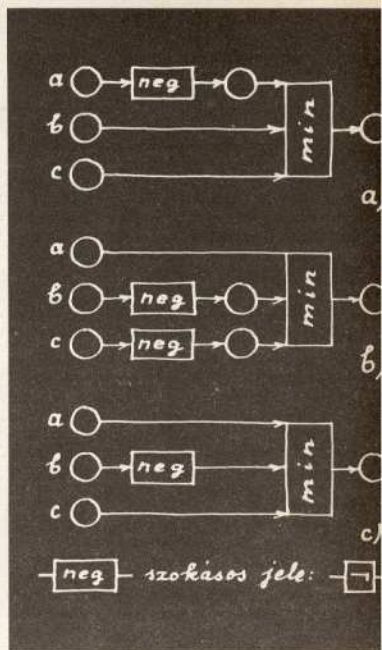 a neg
b min
c
a)
a
b neg min
c neg
b)
a
b neg min
c
c)
neg szokásos jele: ¬